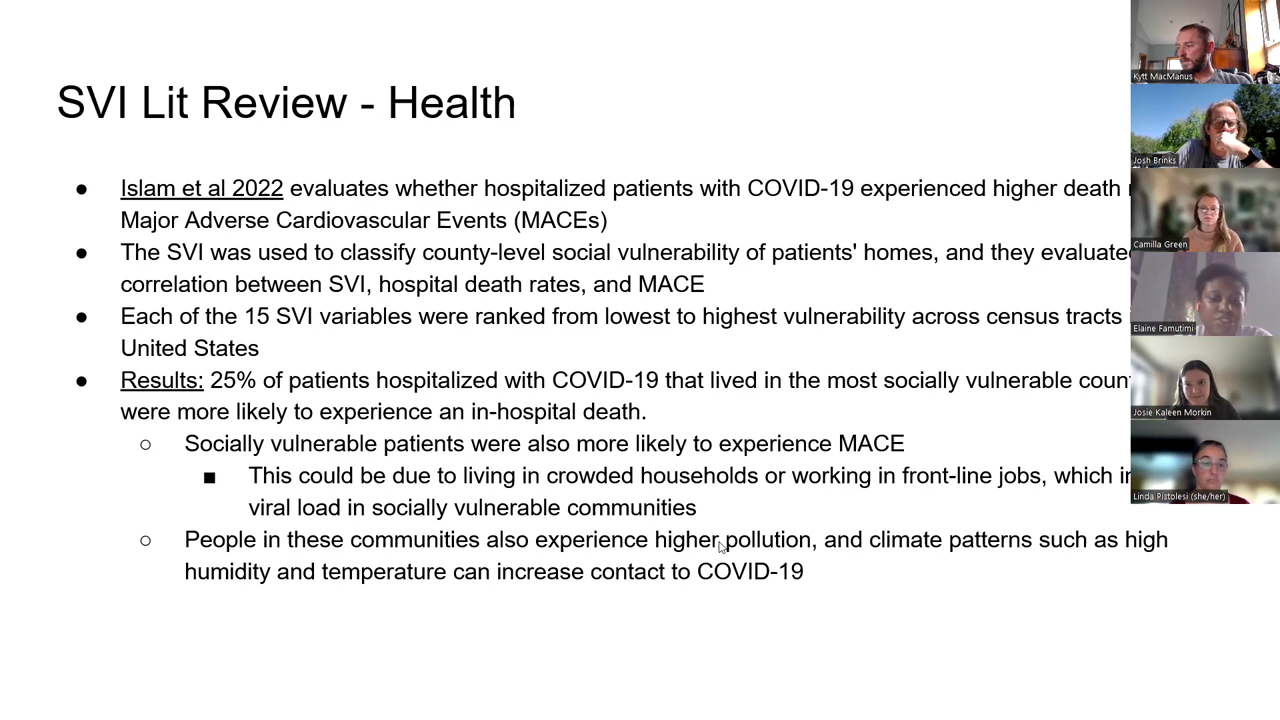 SVI Lit Review - Health
● Islam et al 2022 evaluates whether hospitalized patients with COVID-19 experienced higher death
Major Adverse Cardiovascular Events (MACEs)
● The SVI was used to classify county-level social vulnerability of patients' homes, and they evaluated
correlation between SVI, hospital death rates, and MACE
● Each of the 15 SVI variables were ranked from lowest to highest vulnerability across census tracts
United States
● Results: 25% of patients hospitalized with COVID-19 that lived in the most socially vulnerable
were more likely to experience an in-hospital death.
○ Socially vulnerable patients were also more likely to experience MACE
■ This could be due to living in crowded households or working in front-line jobs, which
viral load in socially vulnerable communities
○ People in these communities also experience higher pollution, and climate patterns such as high
humidity and temperature can increase contact to COVID-19
Kytt MacManus
Josh Brinks
Camilla Green
Elaine Famutimi
Josie Kaleen Morkin
Linda Pistolesi (she/her)